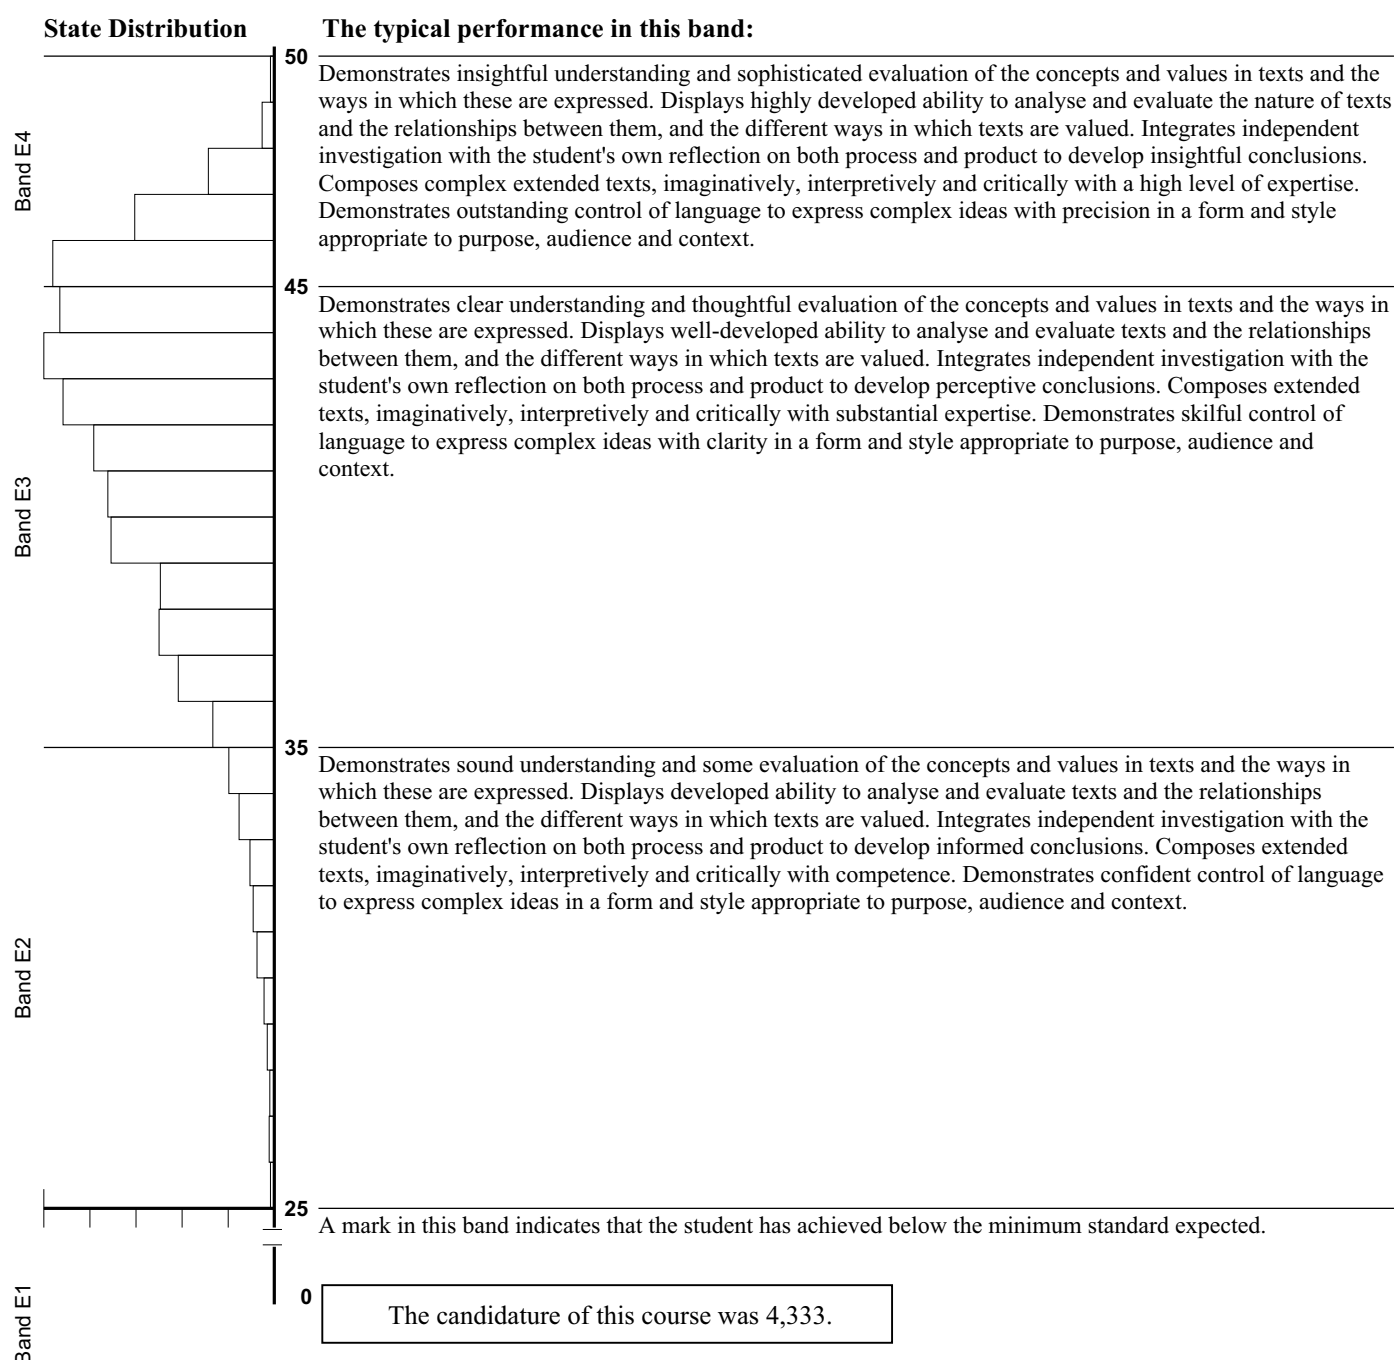 State Distribution
The typical performance in this band:
50
Demonstrates insightful understanding and sophisticated evaluation of the concepts and values in texts and the
ways in which these are expressed. Displays highly developed ability to analyse and evaluate the nature of texts
and the relationships between them, and the different ways in which texts are valued. Integrates independent
investigation with the student's own reflection on both process and product to develop insightful conclusions.
Composes complex extended texts, imaginatively, interpretively and critically with a high level of expertise.
Demonstrates outstanding control of language to express complex ideas with precision in a form and style
appropriate to purpose, audience and context.
Band E4
45
Demonstrates clear understanding and thoughtful evaluation of the concepts and values in texts and the ways in
which these are expressed. Displays well-developed ability to analyse and evaluate texts and the relationships
between them, and the different ways in which texts are valued. Integrates independent investigation with the
student's own reflection on both process and product to develop perceptive conclusions. Composes extended
texts, imaginatively, interpretively and critically with substantial expertise. Demonstrates skilful control of
language to express complex ideas with clarity in a form and style appropriate to purpose, audience and
context.
Band E3
35
Demonstrates sound understanding and some evaluation of the concepts and values in texts and the ways in
which these are expressed. Displays developed ability to analyse and evaluate texts and the relationships
between them, and the different ways in which texts are valued. Integrates independent investigation with the
student's own reflection on both process and product to develop informed conclusions. Composes extended
texts, imaginatively, interpretively and critically with competence. Demonstrates confident control of language
to express complex ideas in a form and style appropriate to purpose, audience and context.
Band E2
25
A mark in this band indicates that the student has achieved below the minimum standard expected.
0
Band E1
The candidature of this course was 4,333.